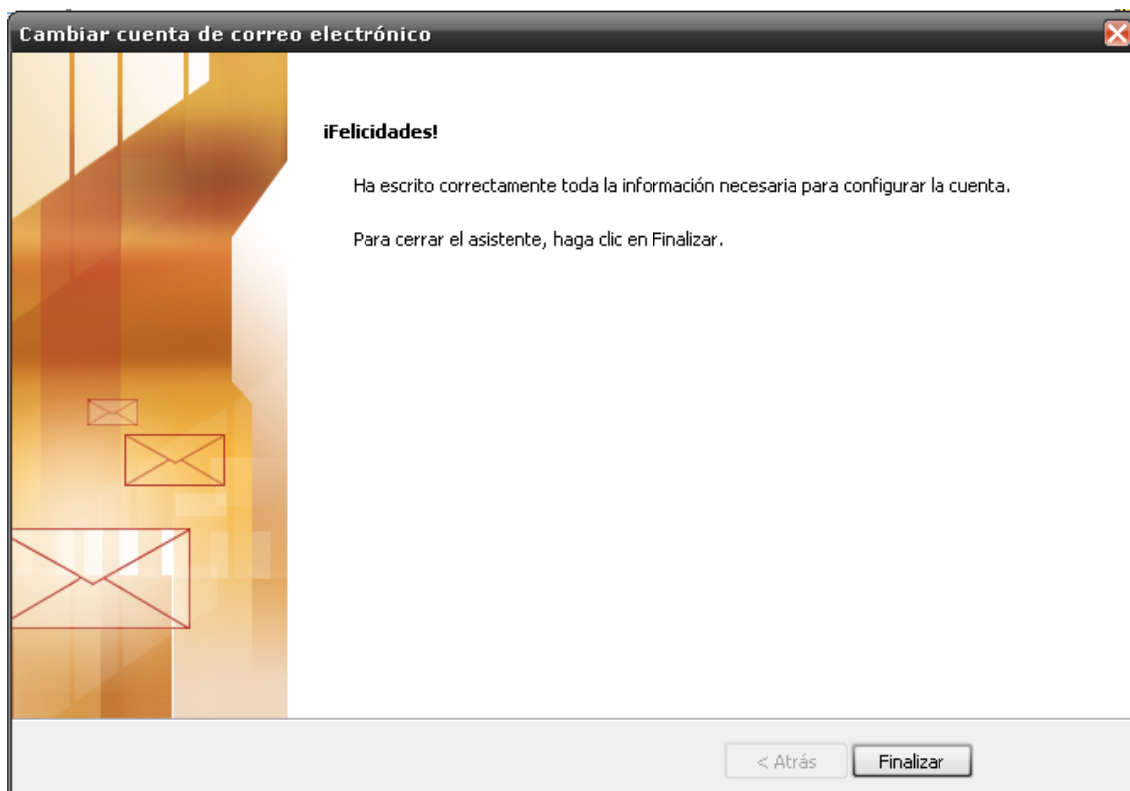 Cambiar cuenta de correo electrónico
¡Felicidades!
Ha escrito correctamente toda la información necesaria para configurar la cuenta.
Para cerrar el asistente, haga clic en Finalizar.
< Atrás
Finalizar